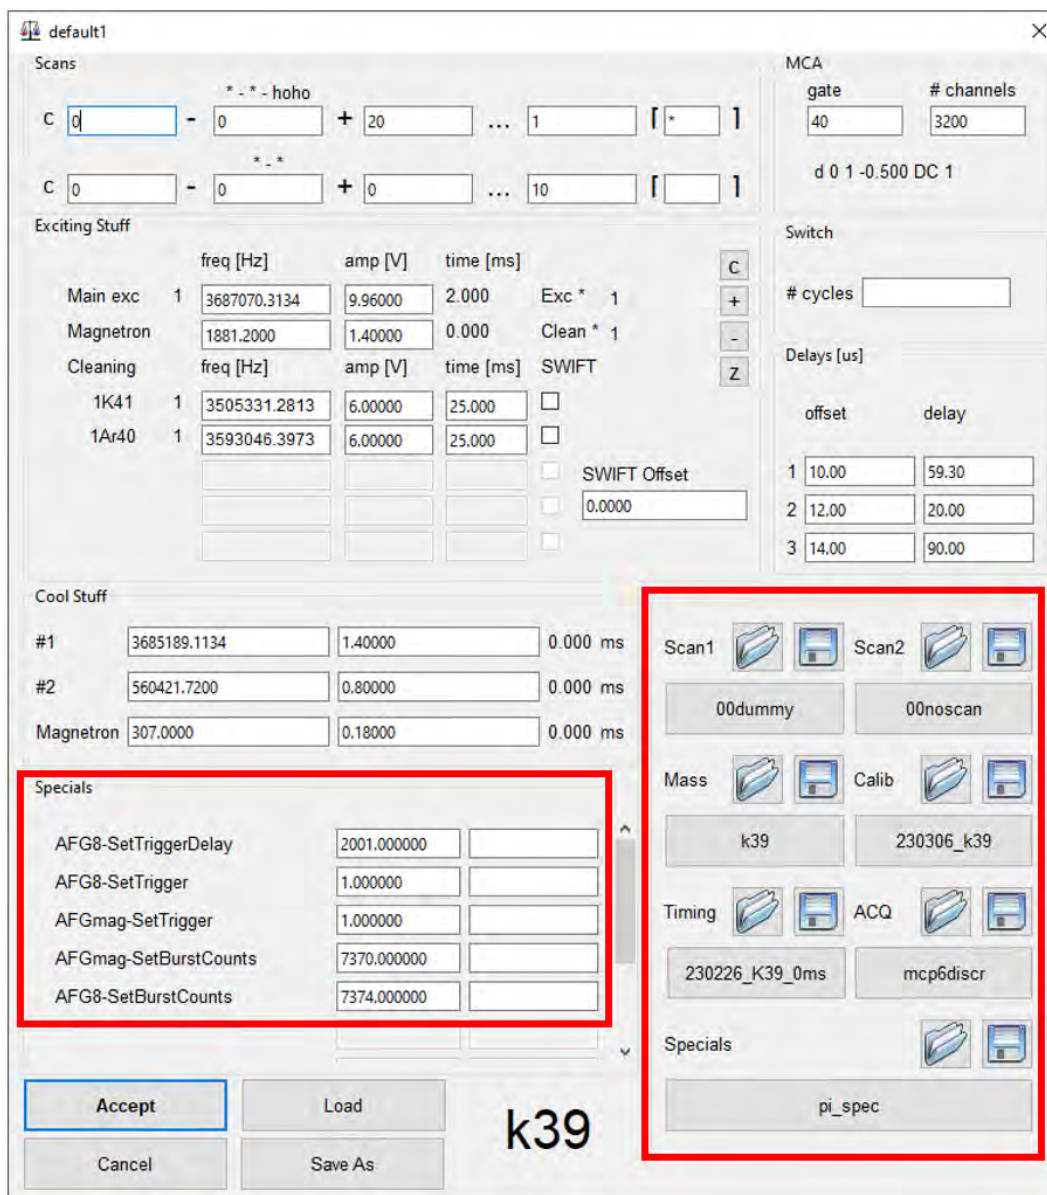 default1
Scans
* - * - hoho
C 0 - 0 + 20 ... 1 [ * ]
* - *
C 0 - 0 + 0 ... 10 [ ]
MCA
gate # channels
40 3200
d 0 1 -0.500 DC 1
Exciting Stuff
freq [Hz] amp [V] time [ms]
Main exc 1 3687070.3134 9.96000 2.000 Exc * 1
Magnetron 1881.2000 1.40000 0.000 Clean * 1
Cleaning freq [Hz] amp [V] time [ms] SWIFT
1K41 1 3505331.2813 6.00000 25.000
1Ar40 1 3593046.3973 6.00000 25.000
SWIFT Offset
0.0000
C
+
-
Z
Switch
# cycles
Delays [us]
offset delay
1 10.00 59.30
2 12.00 20.00
3 14.00 90.00
Cool Stuff
#1 3685189.1134 1.40000 0.000 ms
#2 560421.7200 0.80000 0.000 ms
Magnetron 307.0000 0.18000 0.000 ms
Specials
AFG8-SetTriggerDelay 2001.000000
AFG8-SetTrigger 1.000000
AFGmag-SetTrigger 1.000000
AFGmag-SetBurstCounts 7370.000000
AFG8-SetBurstCounts 7374.000000
Scan1 Scan2
00dummy 00noscan
Mass Calib
k39 230306_k39
Timing ACQ
230226_K39_0ms mcp6discr
Specials
pi_spec
Accept Load
k39
Cancel Save As